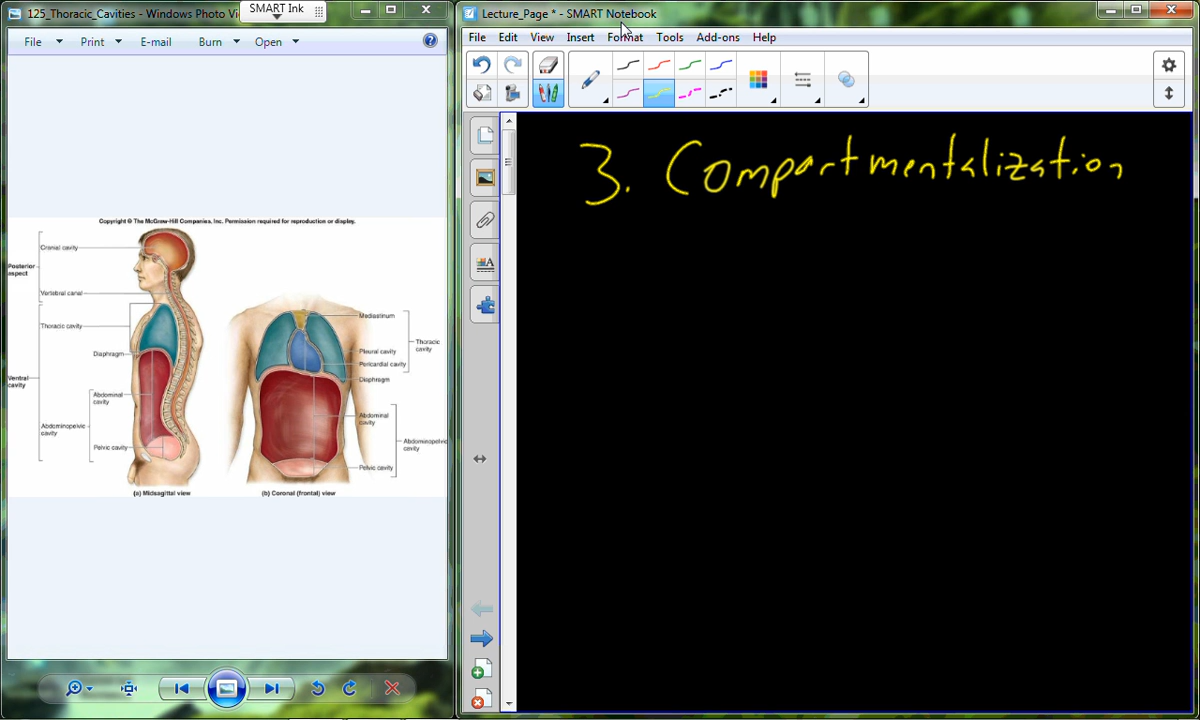 125_Thoracic_Cavities - Windows Photo Vi
SMART Ink
File Print E-mail Burn Open
Copyright © The McGraw-Hill Companies, Inc. Permission required for reproduction or display.
Cranial cavity
Posterior
aspect
Vertebral canal
Thoracic cavity
Diaphragm
Ventral
cavity
Abdominal
cavity
Abdominopelvic
cavity
Pelvic cavity
(a) Midsagittal view
Mediastinum
Pleural cavity
Thoracic
cavity
Pericardial cavity
Diaphragm
Abdominal
cavity
Abdominopelvic
cavity
Pelvic cavity
(b) Coronal (frontal) view
Lecture_Page * - SMART Notebook
File Edit View Insert Format Tools Add-ons Help
3. Compartmentalization